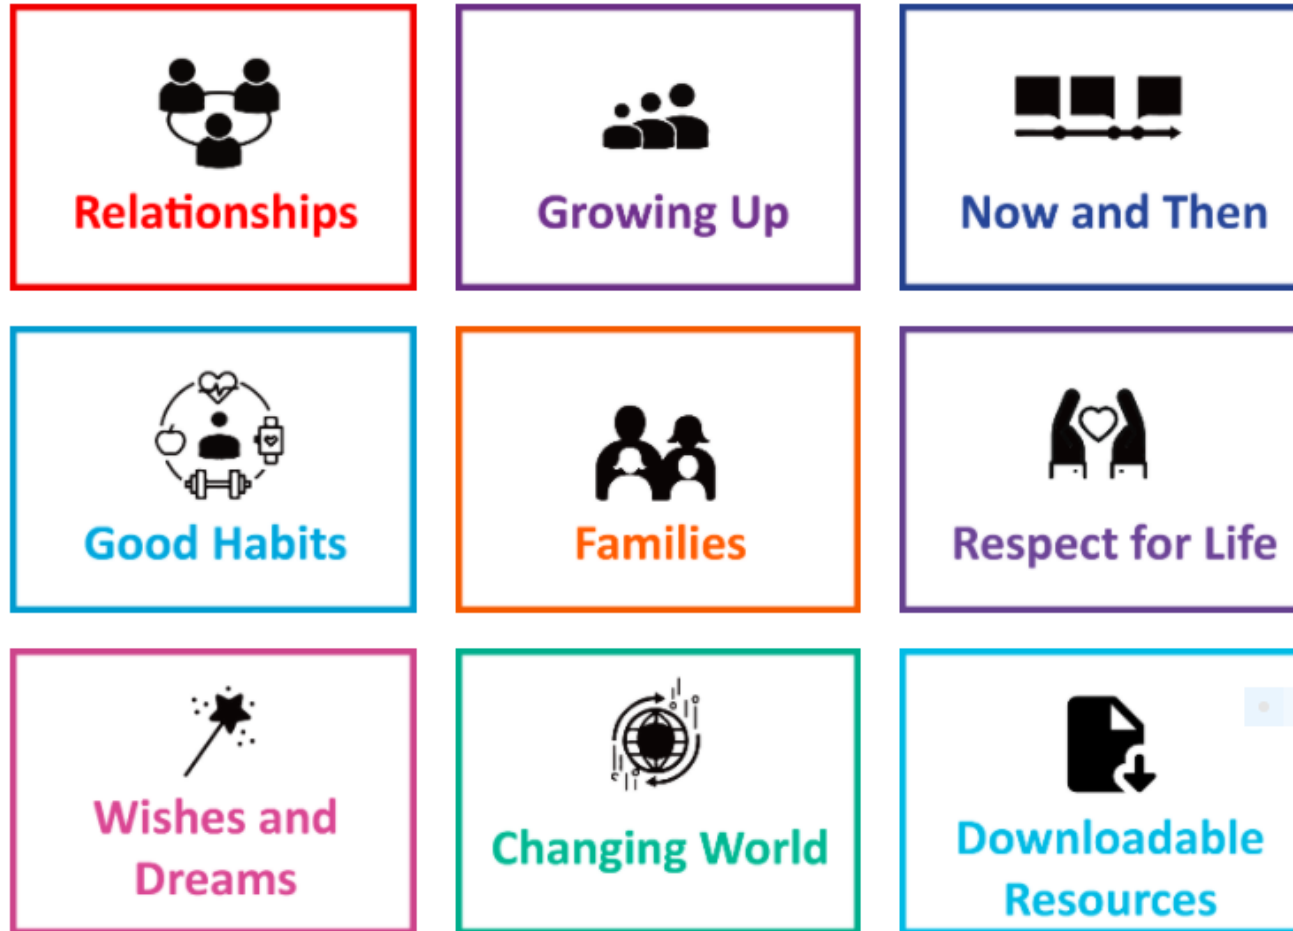 Relationships
Growing Up
Now and Then
Good Habits
Families
Respect for Life
Wishes and
Dreams
Changing World
Downloadable
Resources